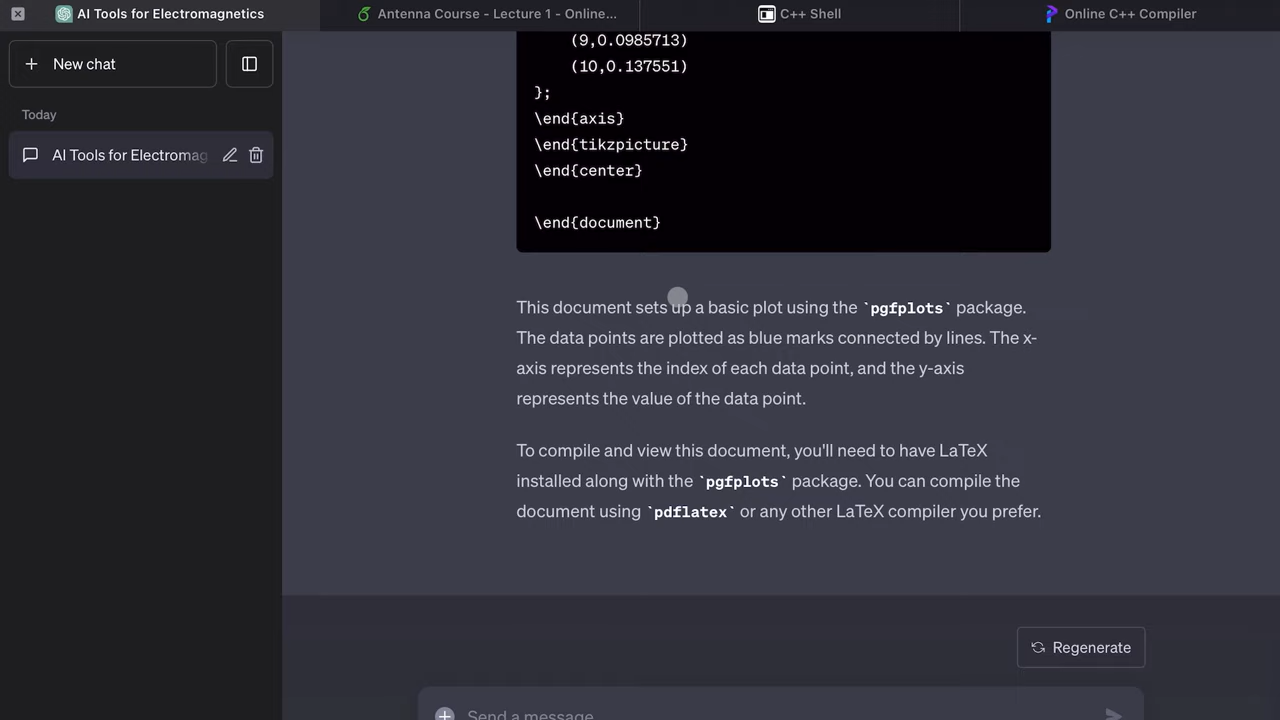 AI Tools for Electromagnetics
Antenna Course - Lecture 1 - Online...
C++ Shell
Online C++ Compiler
New chat
Today
AI Tools for Electromag
(9,0.0985713)
(10,0.137551)
};
\end{axis}
\end{tikzpicture}
\end{center}
\end{document}
This document sets up a basic plot using the `pgfplots` package.
The data points are plotted as blue marks connected by lines. The x-
axis represents the index of each data point, and the y-axis
represents the value of the data point.
To compile and view this document, you'll need to have LaTeX
installed along with the `pgfplots` package. You can compile the
document using `pdflatex` or any other LaTeX compiler you prefer.
Regenerate
Send a message